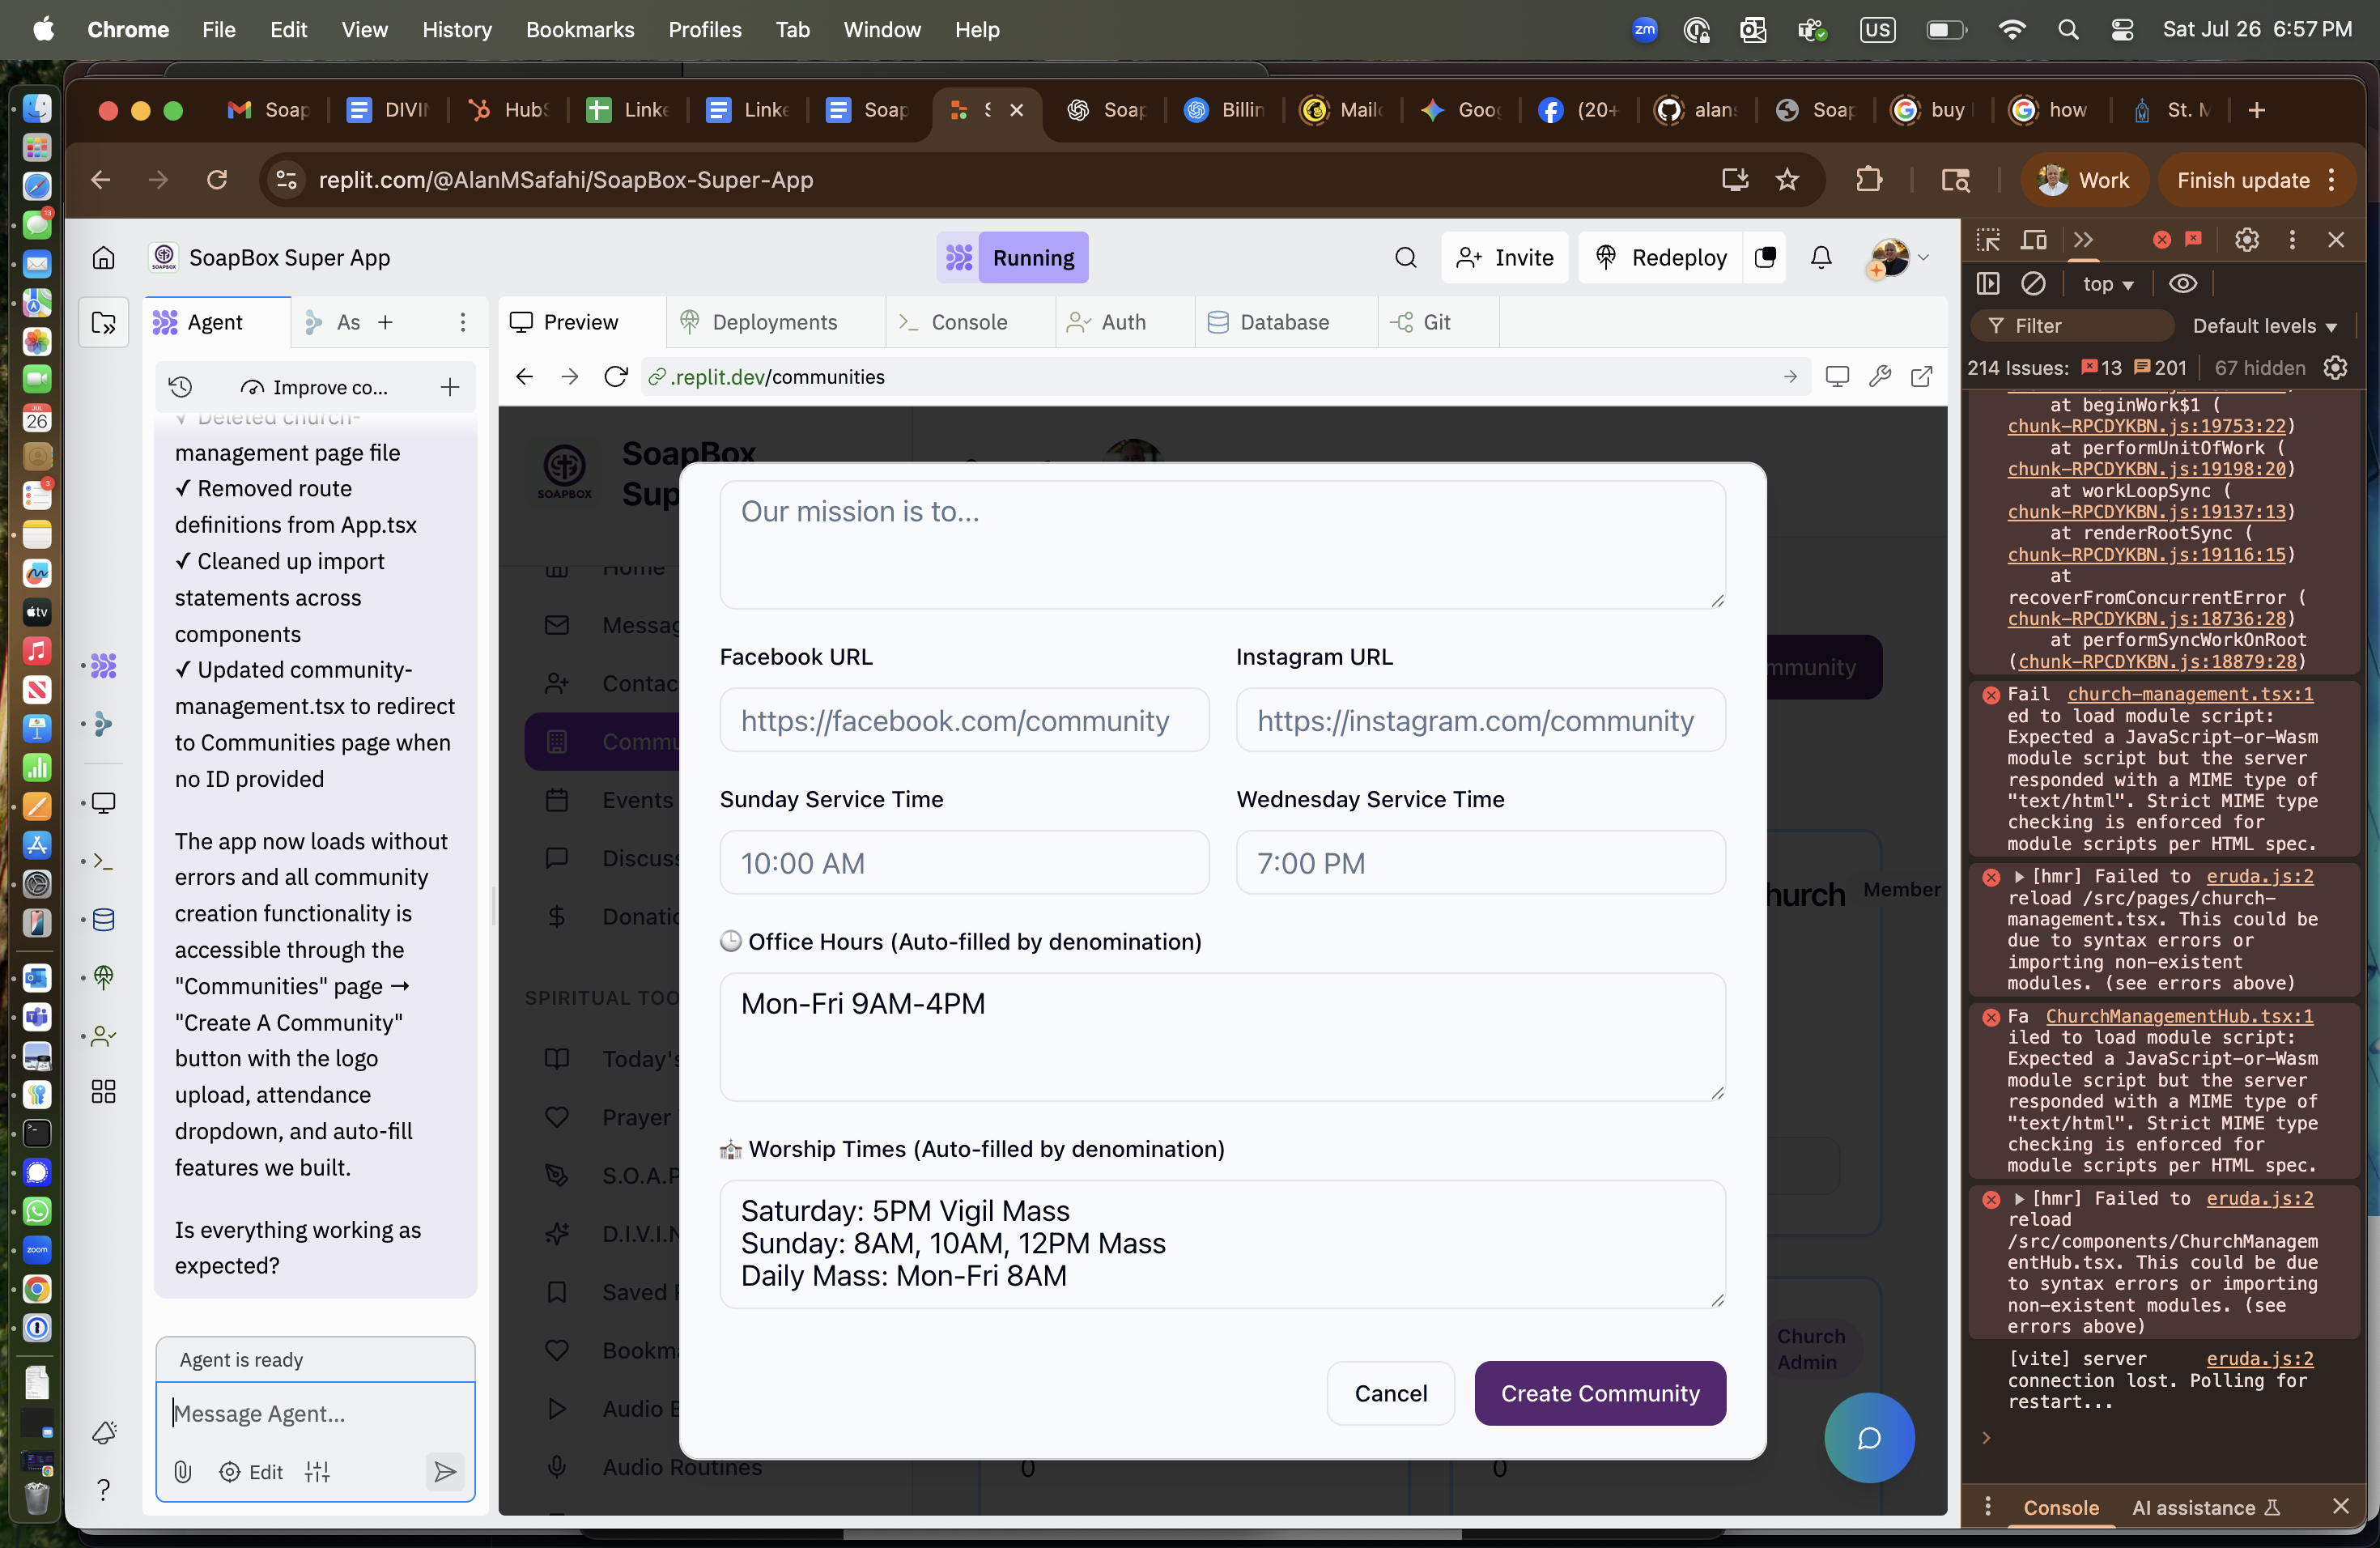 Chrome File Edit View History Bookmarks Profiles Tab Window Help
zm US Sat Jul 26 6:57 PM
Soap DIVI HubS Linke Linke Soap S Soap Billin Mailc Goog (20+ alans Soap buy how St. M
replit.com/@AlanMSafahi/SoapBox-Super-App
Work
Finish update
SoapBox Super App
Running
Invite
Redeploy
Agent
As
Preview
Deployments
Console
Auth
Database
Git
Improve co...
.replit.dev/communities
✓ Deleted church-
management page file
✓ Removed route
definitions from App.tsx
✓ Cleaned up import
statements across
components
✓ Updated community-
management.tsx to redirect
to Communities page when
no ID provided
The app now loads without
errors and all community
creation functionality is
accessible through the
"Communities" page →
"Create A Community"
button with the logo
upload, attendance
dropdown, and auto-fill
features we built.
Is everything working as
expected?
Agent is ready
Message Agent...
Edit
SOAPBOX
SoapBox
Sup
Home
Messag
Contac
Commu
Events
Discuss
Donatio
SPIRITUAL TOO
Today's
Prayer
S.O.A.P
D.I.V.I.N
Saved
Bookma
Audio
Audio Routines
mmunity
hurch
Member
Church
Admin
0
0
Our mission is to...
Facebook URL
Instagram URL
https://facebook.com/community
https://instagram.com/community
Sunday Service Time
Wednesday Service Time
10:00 AM
7:00 PM
🕒 Office Hours (Auto-filled by denomination)
Mon-Fri 9AM-4PM
Worship Times (Auto-filled by denomination)
Saturday: 5PM Vigil Mass
Sunday: 8AM, 10AM, 12PM Mass
Daily Mass: Mon-Fri 8AM
Cancel
Create Community
top
Filter
Default levels
214 Issues: 13 201 67 hidden
at beginWork$1 (
chunk-RPCDYKBN.js:19753:22)
at performUnitOfWork (
chunk-RPCDYKBN.js:19198:20)
at workLoopSync (
chunk-RPCDYKBN.js:19137:13)
at renderRootSync (
chunk-RPCDYKBN.js:19116:15)
at
recoverFromConcurrentError (
chunk-RPCDYKBN.js:18736:28)
at performSyncWorkOnRoot
(chunk-RPCDYKBN.js:18879:28)
Fail church-management.tsx:1
ed to load module script:
Expected a JavaScript-or-Wasm
module script but the server
responded with a MIME type of
"text/html". Strict MIME type
checking is enforced for
module scripts per HTML spec.
[hmr] Failed to eruda.js:2
reload /src/pages/church-
management.tsx. This could be
due to syntax errors or
importing non-existent
modules. (see errors above)
Fa ChurchManagementHub.tsx:1
iled to load module script:
Expected a JavaScript-or-Wasm
module script but the server
responded with a MIME type of
"text/html". Strict MIME type
checking is enforced for
module scripts per HTML spec.
[hmr] Failed to eruda.js:2
reload
/src/components/ChurchManagem
entHub.tsx. This could be due
to syntax errors or importing
non-existent modules. (see
errors above)
[vite] server eruda.js:2
connection lost. Polling for
restart...
Console
AI assistance